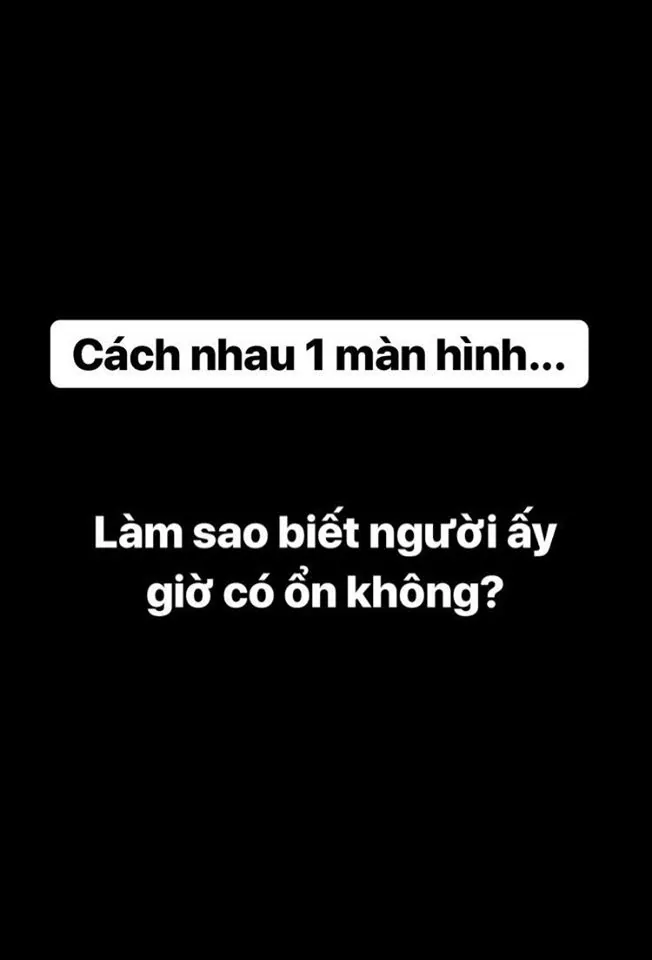 Cách nhau 1 màn hình...
Làm sao biết người ấy
giờ có ổn không?